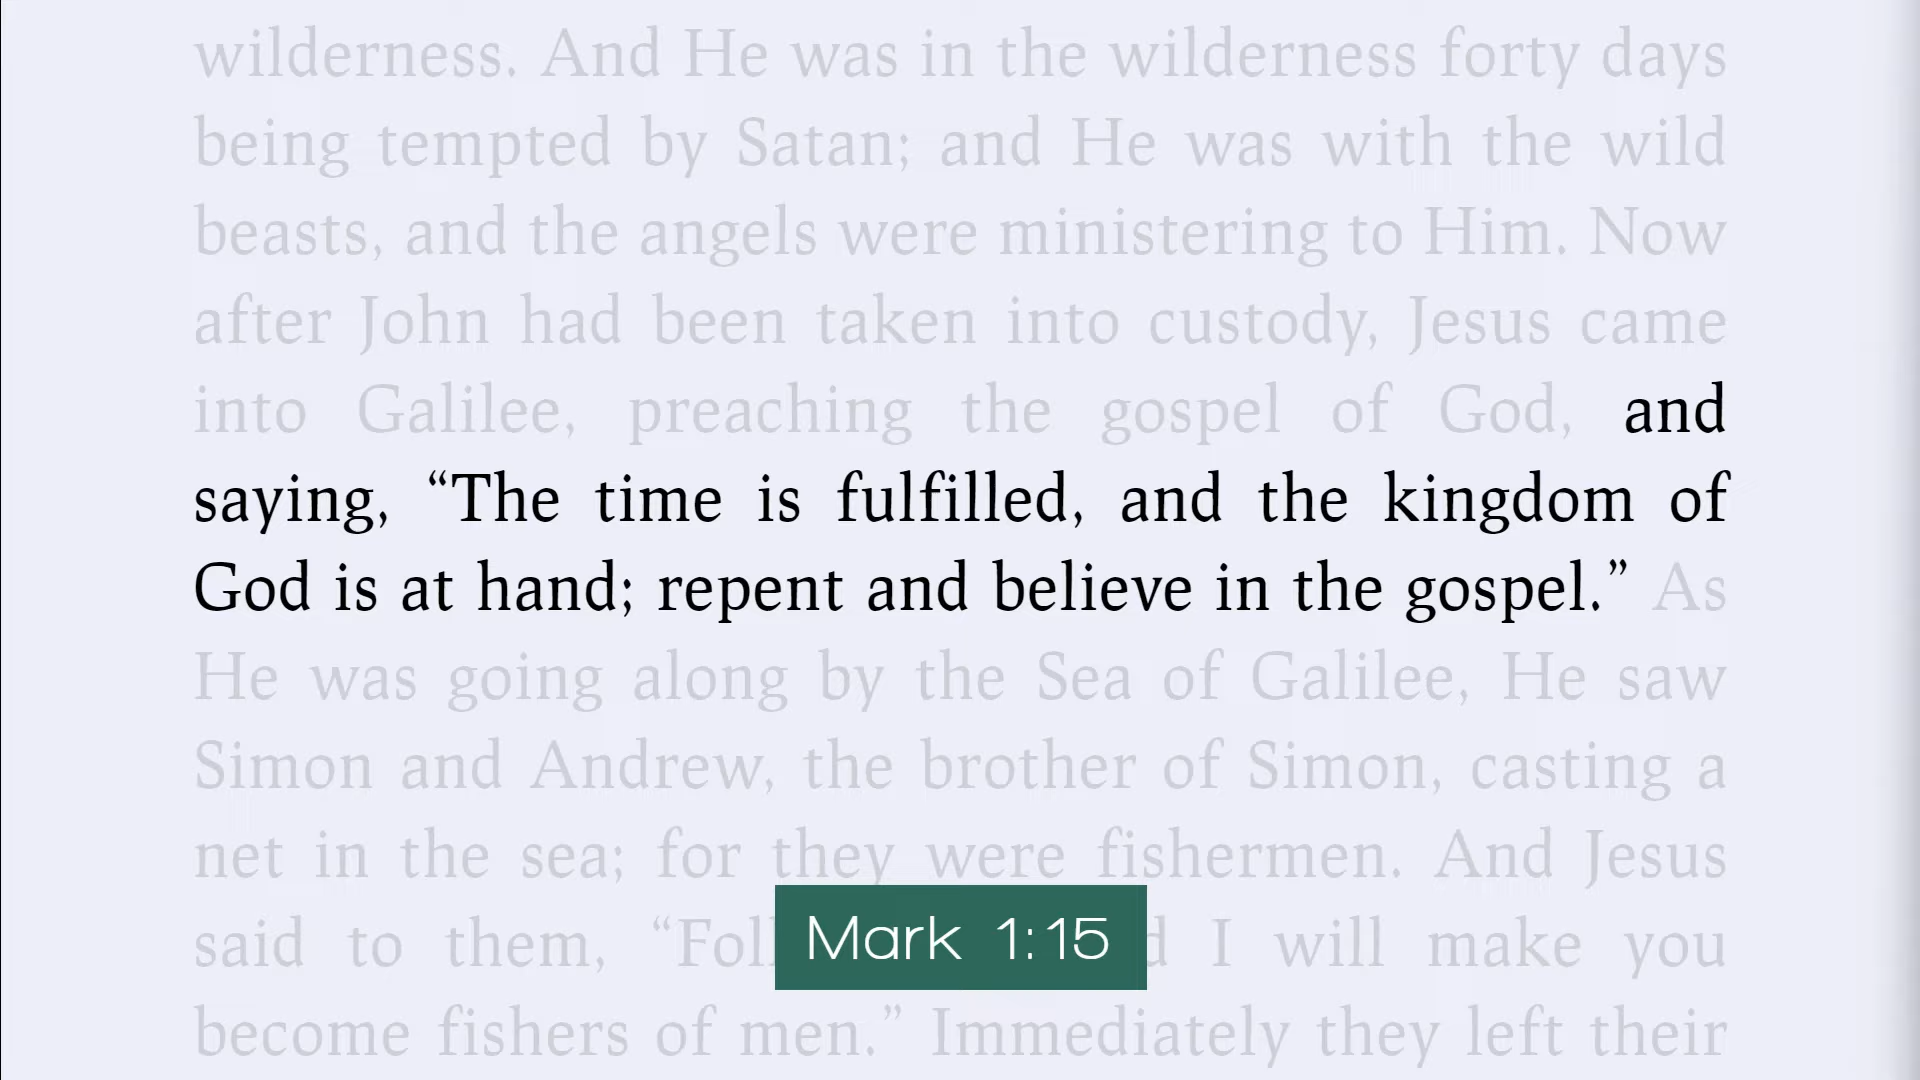 wilderness. And He was in the wilderness forty days
being tempted by Satan; and He was with the wild
beasts, and the angels were ministering to Him. Now
after John had been taken into custody, Jesus came
into Galilee, preaching the gospel of God, and
saying, “The time is fulfilled, and the kingdom of
God is at hand; repent and believe in the gospel.” As
He was going along by the Sea of Galilee, He saw
Simon and Andrew, the brother of Simon, casting a
net in the sea; for they were fishermen. And Jesus
said to them, I will make you
Mark 1:15
become fishers of men.” Immediately they left their